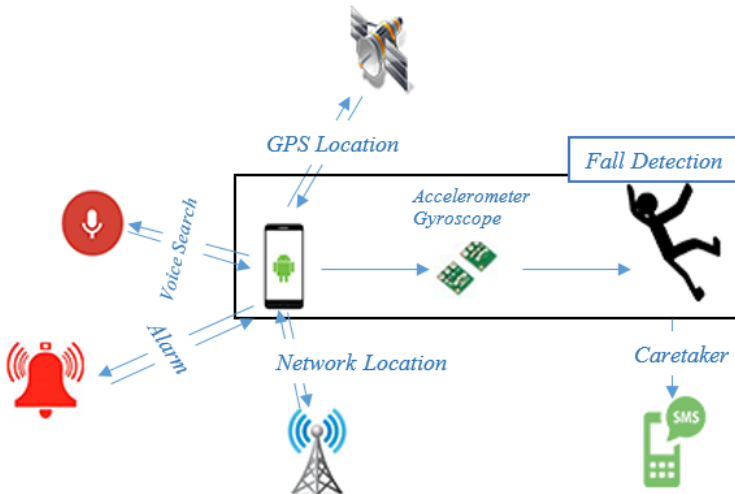 GPS Location
Fall Detection
Accelerometer
Gyroscope
Voice Search
Alarm
Network Location
Caretaker
SMS